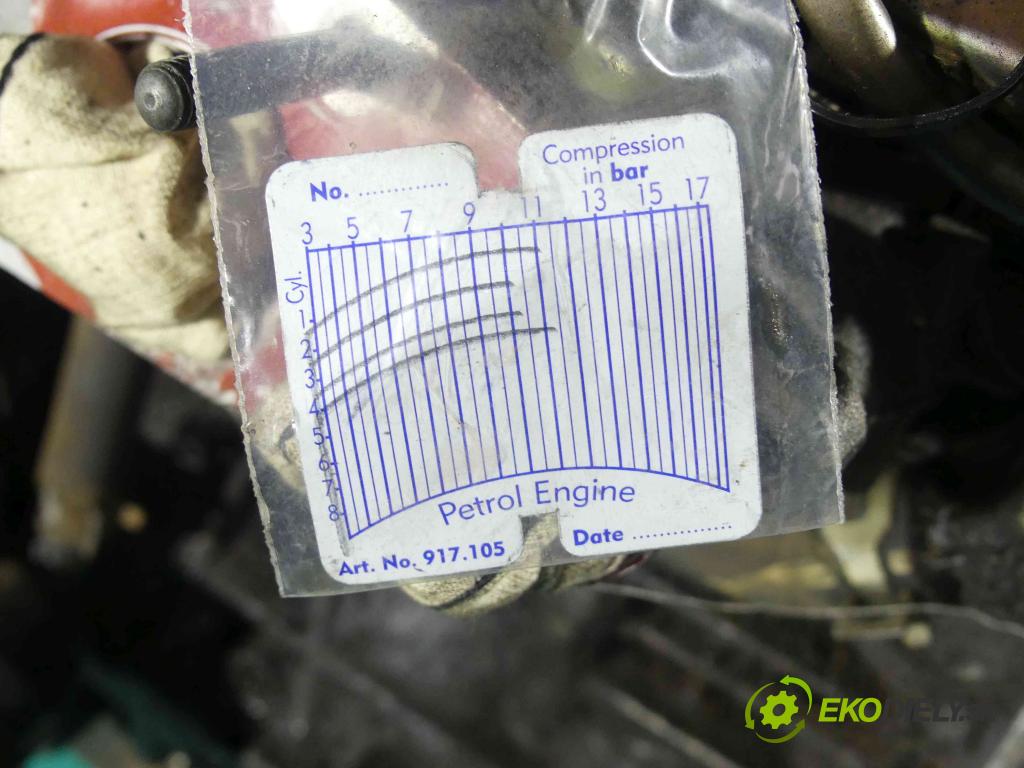 No. ..............
Compression
in bar
3 5 7 9 11 13 15 17
Cyl.
1
2
3
4
5
6
7
8
Petrol Engine
Art. No. 917.105
Date ..............
EKODIELY